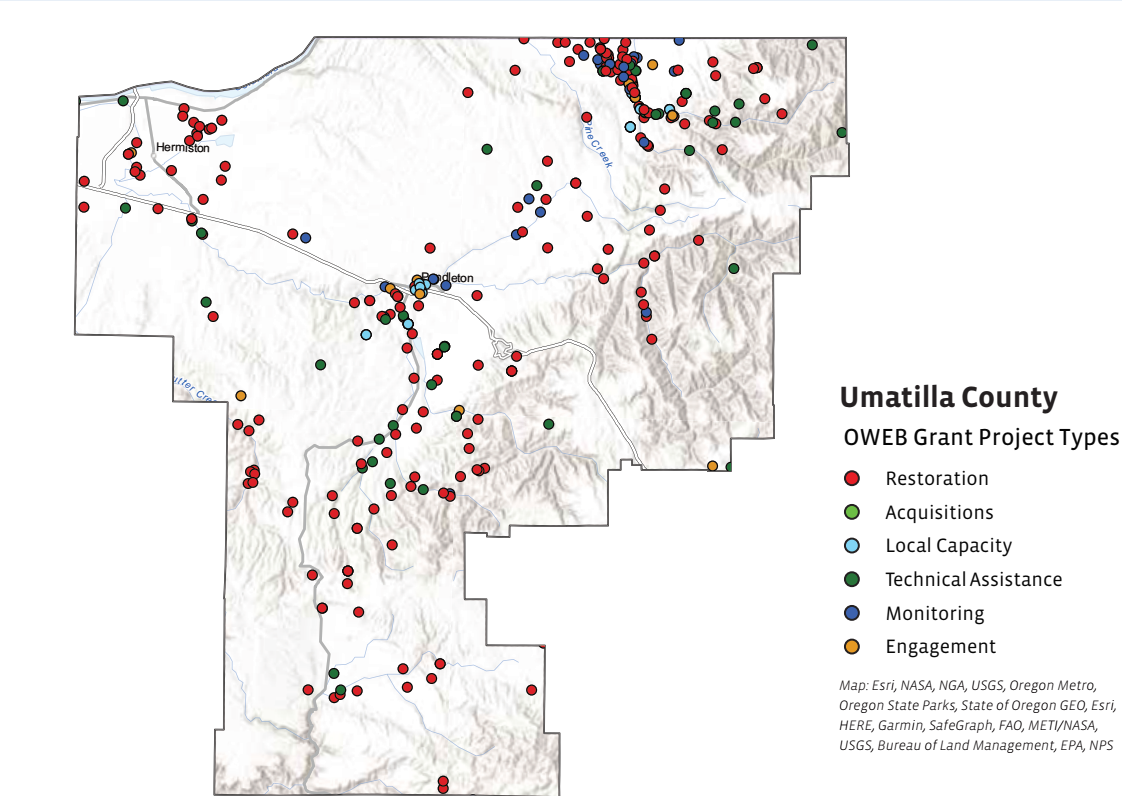 Hermiston
Pine Creek
Pendleton
Umatilla County
OWEB Grant Project Types
Restoration
Acquisitions
Local Capacity
Technical Assistance
Monitoring
Engagement
Map: Esri, NASA, NGA, USGS, Oregon Metro,
Oregon State Parks, State of Oregon GEO, Esri,
HERE, Garmin, SafeGraph, FAO, METI/NASA,
USGS, Bureau of Land Management, EPA, NPS